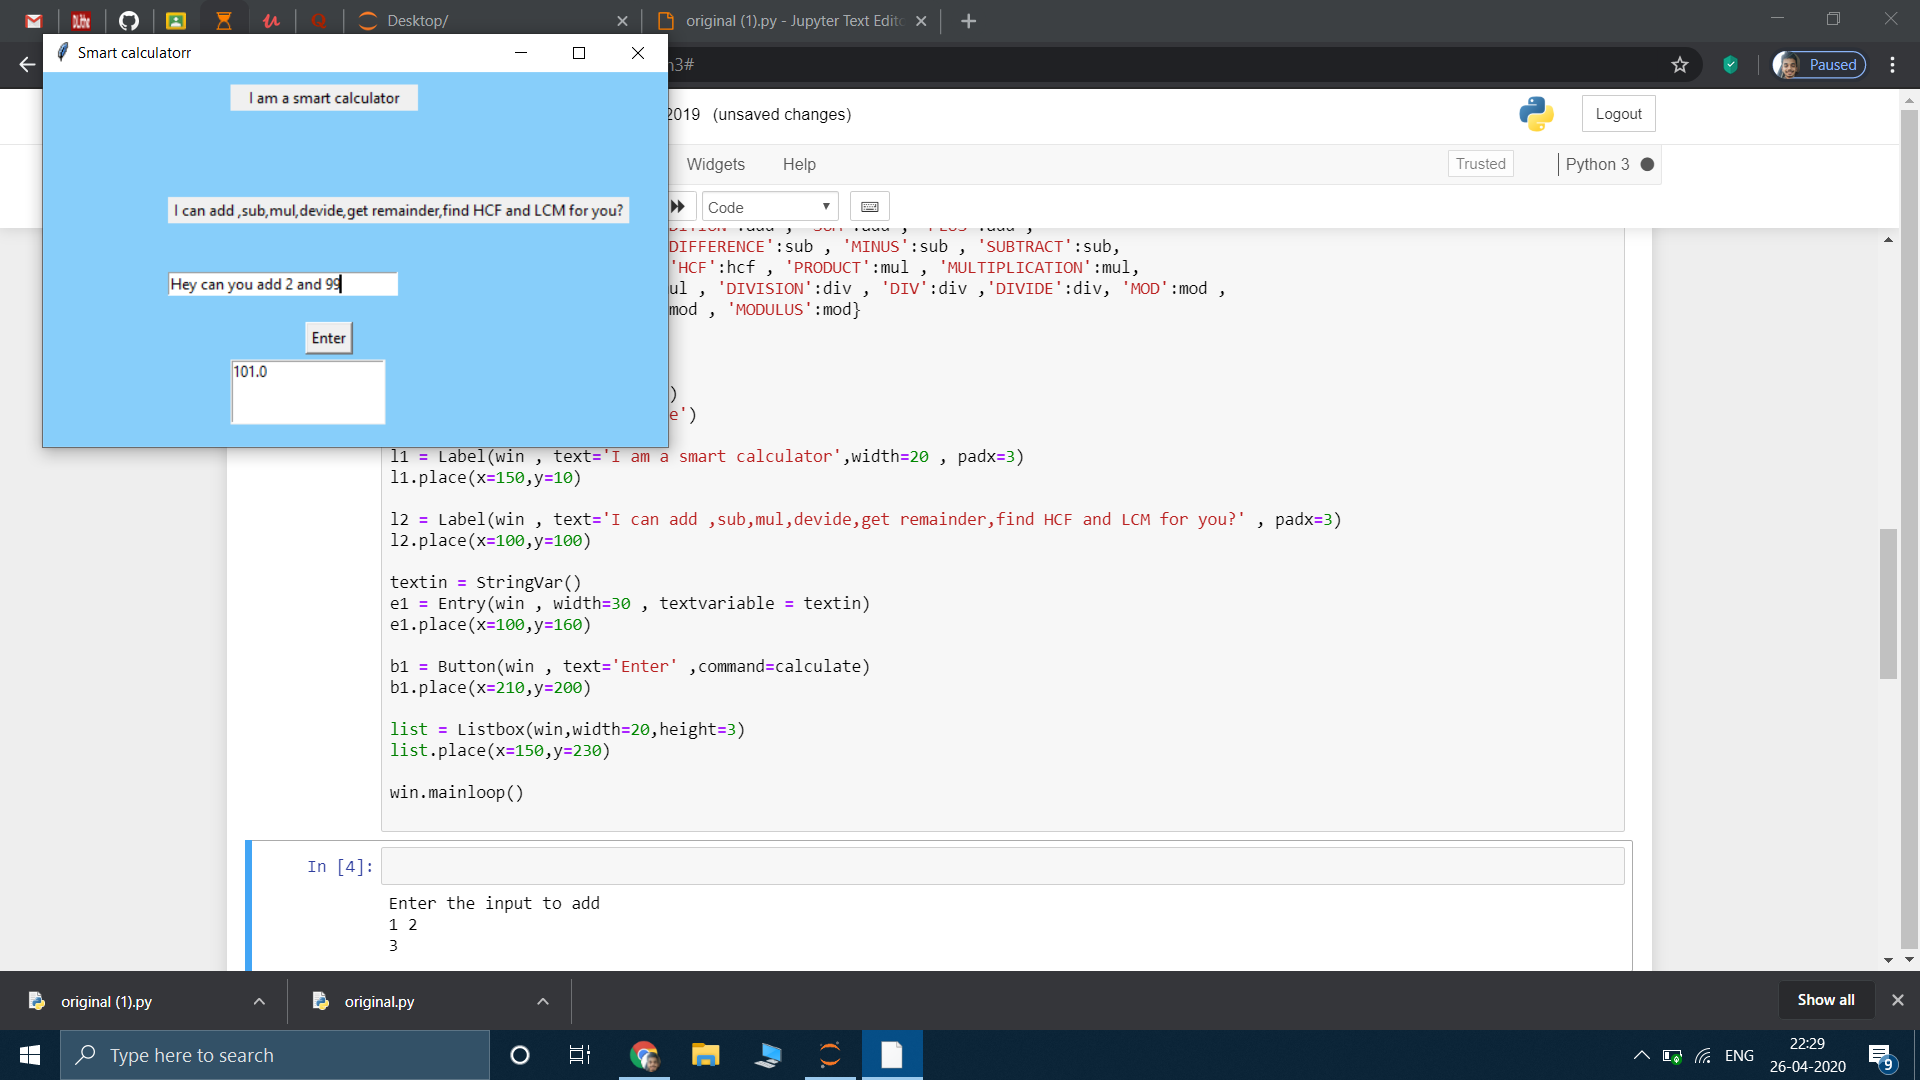 Desktop/
original (1).py - Jupyter Text Edito
Smart calculatorr
n3#
Paused
I am a smart calculator
2019 (unsaved changes)
Logout
Widgets Help
Trusted
Python 3
I can add ,sub,mul,devide,get remainder,find HCF and LCM for you?
Code
DIFFERENCE':sub , 'MINUS':sub , 'SUBTRACT':sub,
'HCF':hcf , 'PRODUCT':mul , 'MULTIPLICATION':mul,
Hey can you add 2 and 99
ul , 'DIVISION':div , 'DIV':div ,'DIVIDE':div, 'MOD':mod ,
mod , 'MODULUS':mod}
Enter
101.0
)
e')
l1 = Label(win , text='I am a smart calculator',width=20 , padx=3)
l1.place(x=150,y=10)
l2 = Label(win , text='I can add ,sub,mul,devide,get remainder,find HCF and LCM for you?' , padx=3)
l2.place(x=100,y=100)
textin = StringVar()
e1 = Entry(win , width=30 , textvariable = textin)
e1.place(x=100,y=160)
b1 = Button(win , text='Enter' ,command=calculate)
b1.place(x=210,y=200)
list = Listbox(win,width=20,height=3)
list.place(x=150,y=230)
win.mainloop()
In [4]:
Enter the input to add
1 2
3
original (1).py
original.py
Show all
Type here to search
ENG
22:29
26-04-2020
9